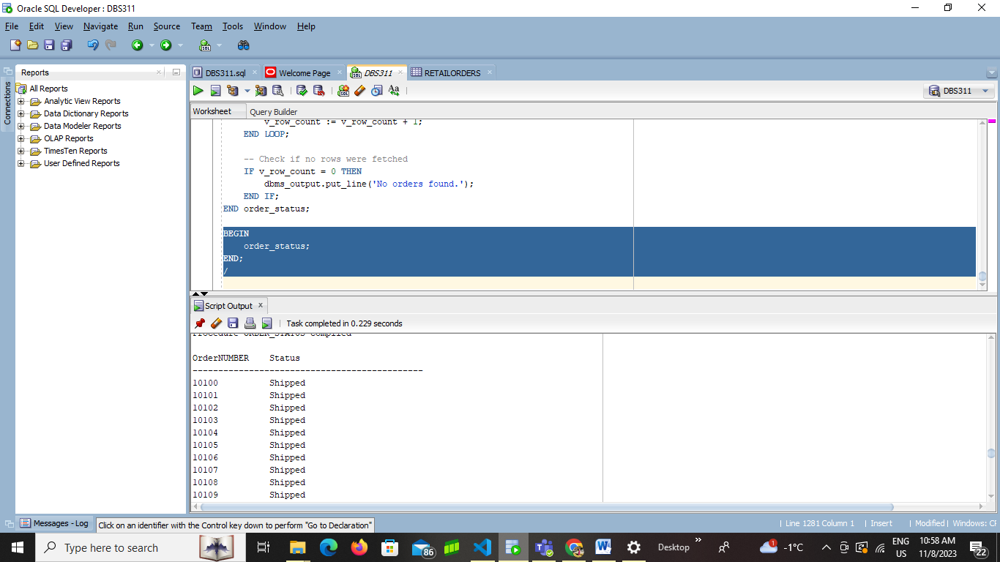 Oracle SQL Developer : DBS311
File Edit View Navigate Run Source Team Tools Window Help
Reports
DBS311.sql Welcome Page DBS311 RETAILORDERS
Connections
All Reports
Analytic View Reports
Data Dictionary Reports
Data Modeler Reports
OLAP Reports
TimesTen Reports
User Defined Reports
SQL
Aa
DBS311
Worksheet Query Builder
v_row_count := v_row_count + 1;
END LOOP;
-- Check if no rows were fetched
IF v_row_count = 0 THEN
dbms_output.put_line('No orders found.');
END IF;
END order_status;
BEGIN
order_status;
END;
/
Script Output
Task completed in 0.229 seconds
Procedure ORDER_STATUS compiled
OrderNUMBER Status
---------------------------------------------
10100 Shipped
10101 Shipped
10102 Shipped
10103 Shipped
10104 Shipped
10105 Shipped
10106 Shipped
10107 Shipped
10108 Shipped
10109 Shipped
Messages - Log
Click on an identifier with the Control key down to perform "Go to Declaration"
Line 1281 Column 1 | Insert | Modified | Windows: CF
Type here to search
86
Desktop
1
-1°C
ENG
US
10:58 AM
11/8/2023
22